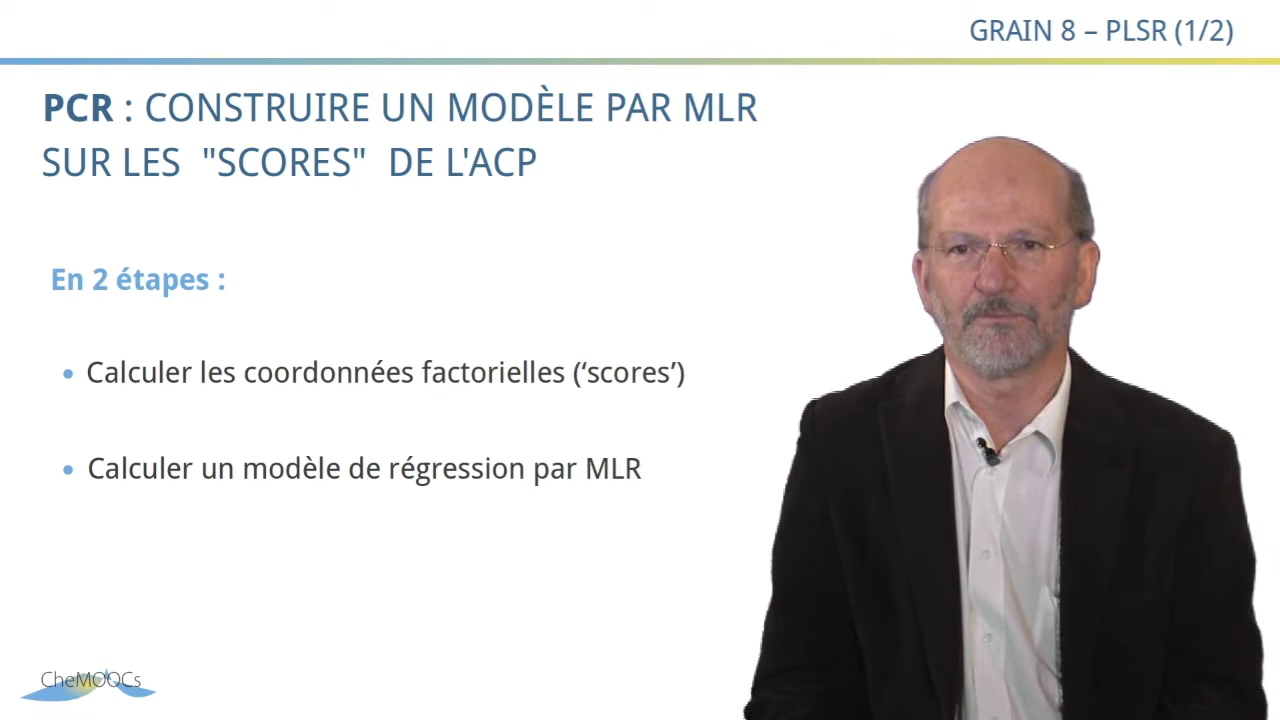 GRAIN 8 – PLSR (1/2)
PCR : CONSTRUIRE UN MODÈLE PAR MLR
SUR LES "SCORES" DE L'ACP
En 2 étapes :
• Calculer les coordonnées factorielles (‘scores’)
• Calculer un modèle de régression par MLR
CheMOOCs